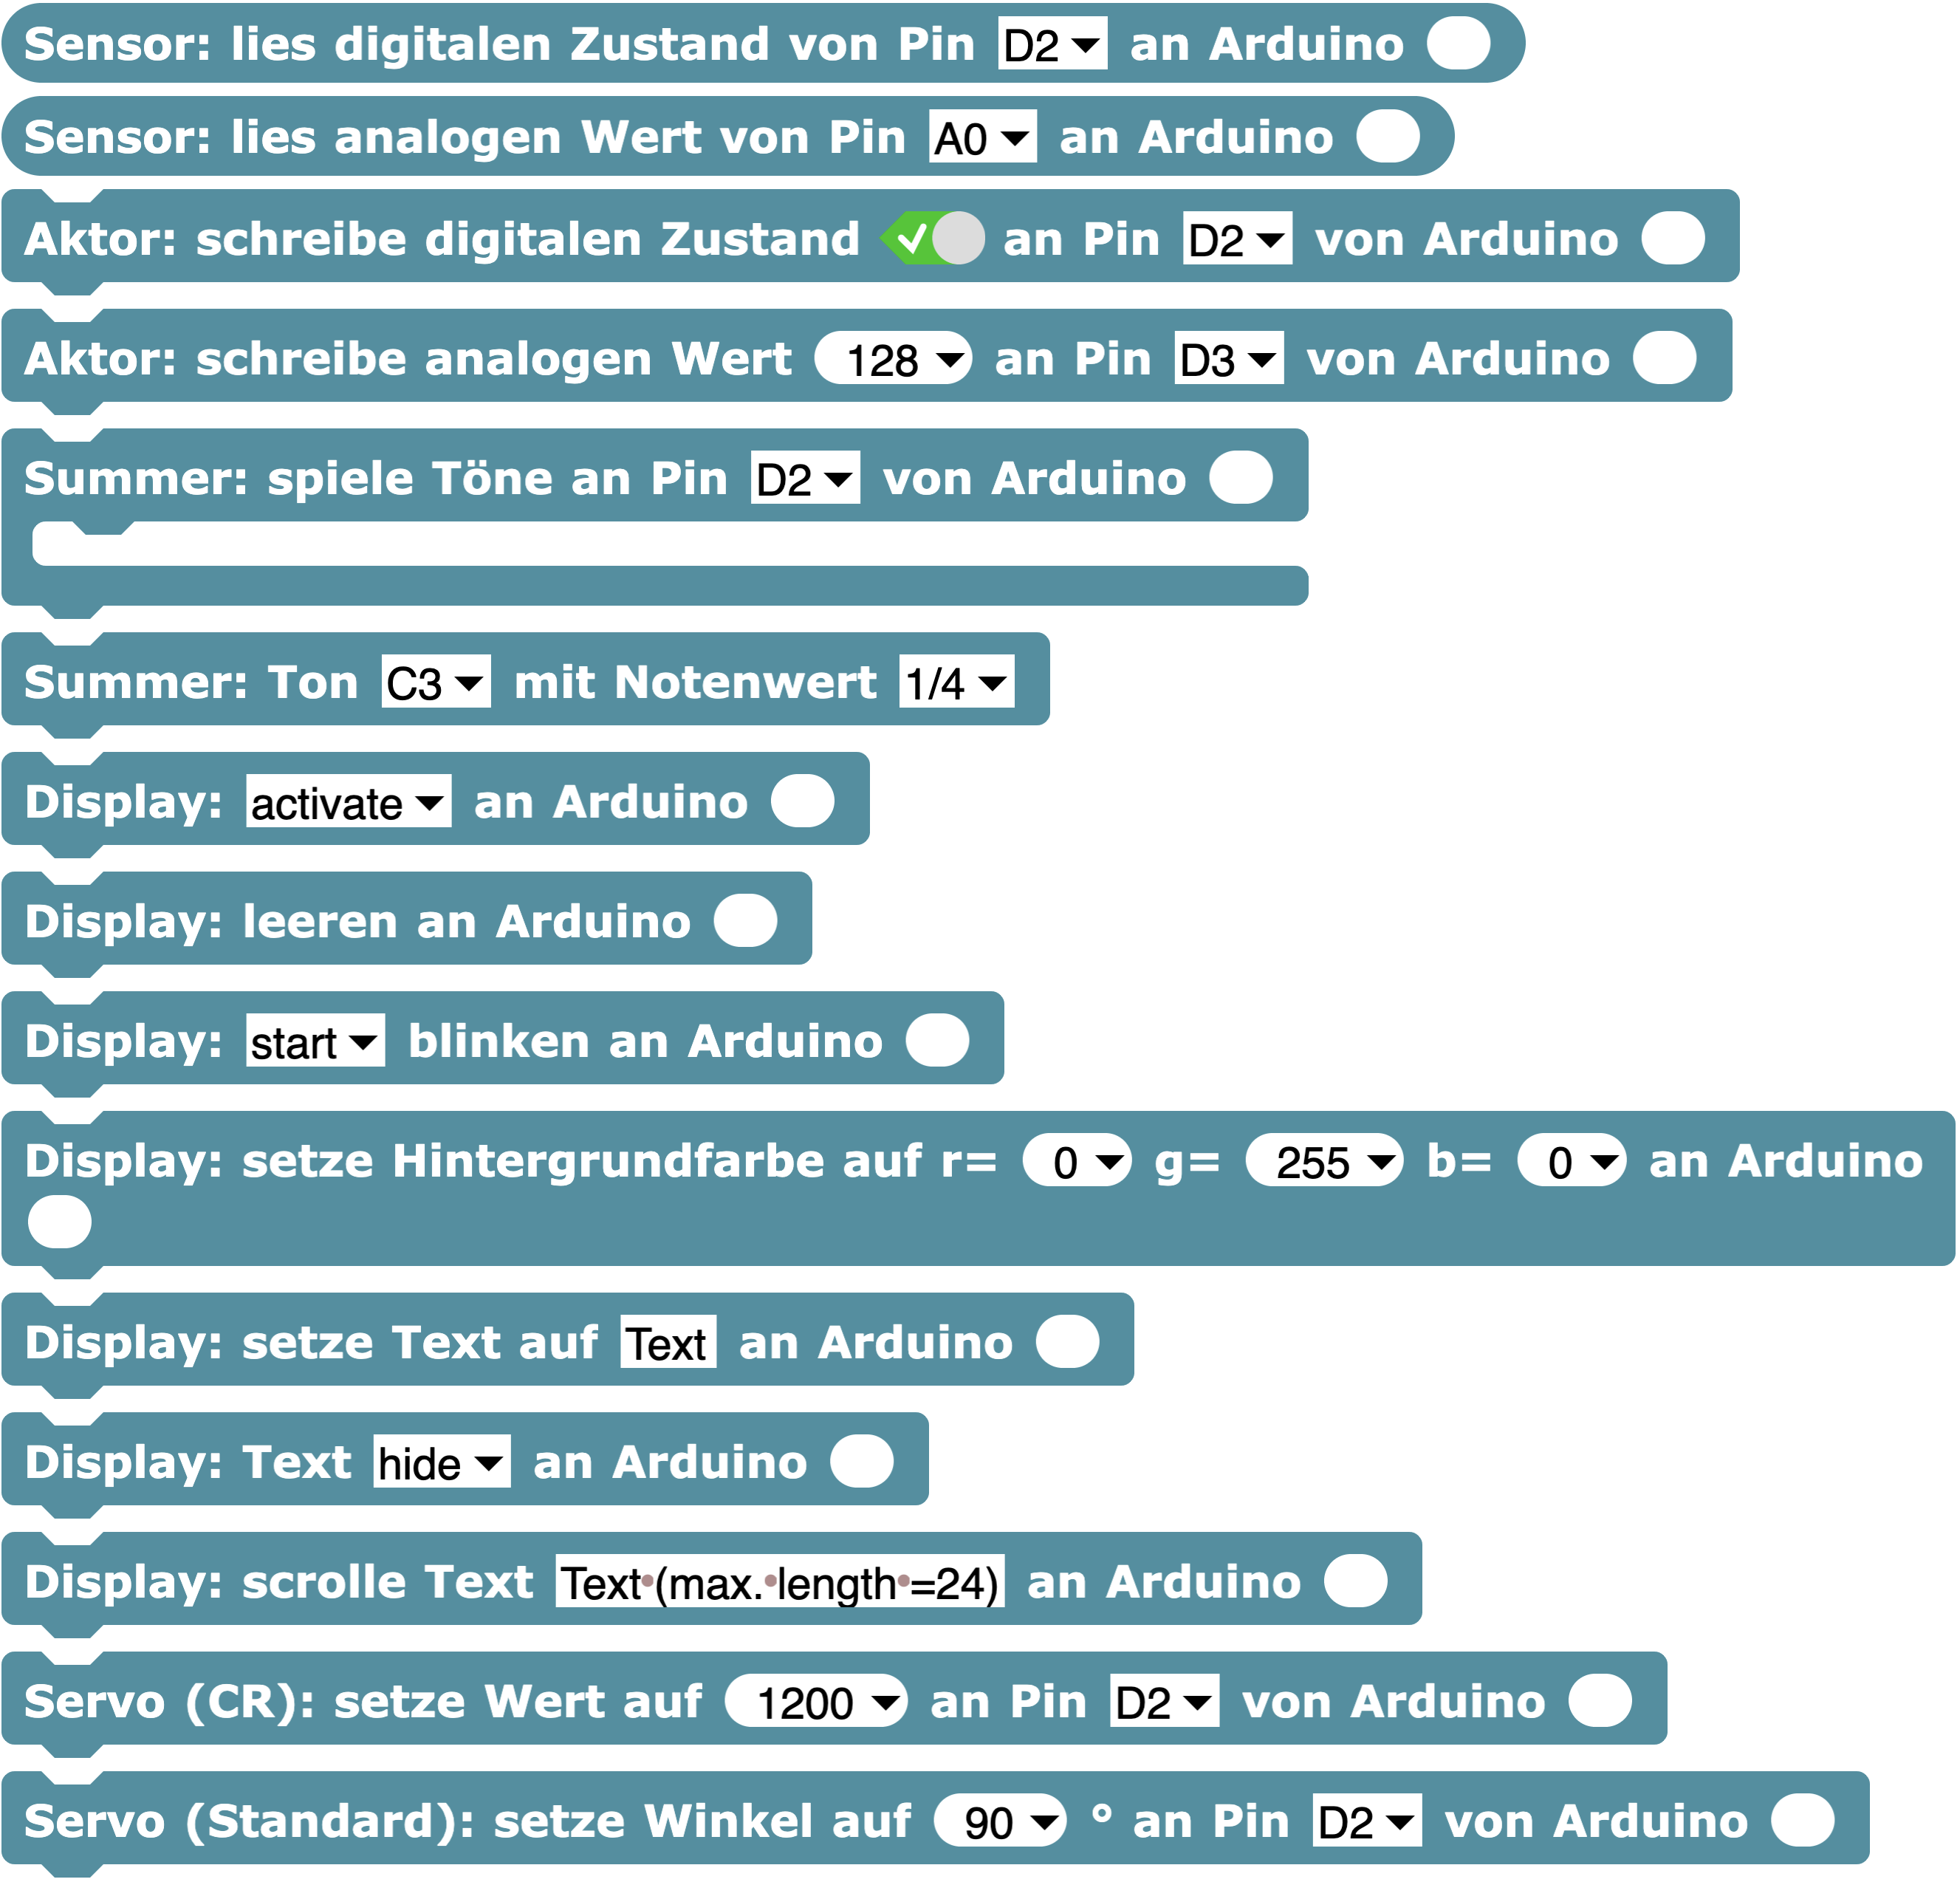 Sensor: lies digitalen Zustand von Pin D2 an Arduino
Sensor: lies analogen Wert von Pin A0 an Arduino
Aktor: schreibe digitalen Zustand an Pin D2 von Arduino
Aktor: schreibe analogen Wert 128 an Pin D3 von Arduino
Summer: spiele Töne an Pin D2 von Arduino
Summer: Ton C3 mit Notenwert 1/4
Display: activate an Arduino
Display: leeren an Arduino
Display: start blinken an Arduino
Display: setze Hintergrundfarbe auf r= 0 g= 255 b= 0 an Arduino
Display: setze Text auf Text an Arduino
Display: Text hide an Arduino
Display: scrolle Text Text·(max.·length·=24) an Arduino
Servo (CR): setze Wert auf 1200 an Pin D2 von Arduino
Servo (Standard): setze Winkel auf 90 ° an Pin D2 von Arduino